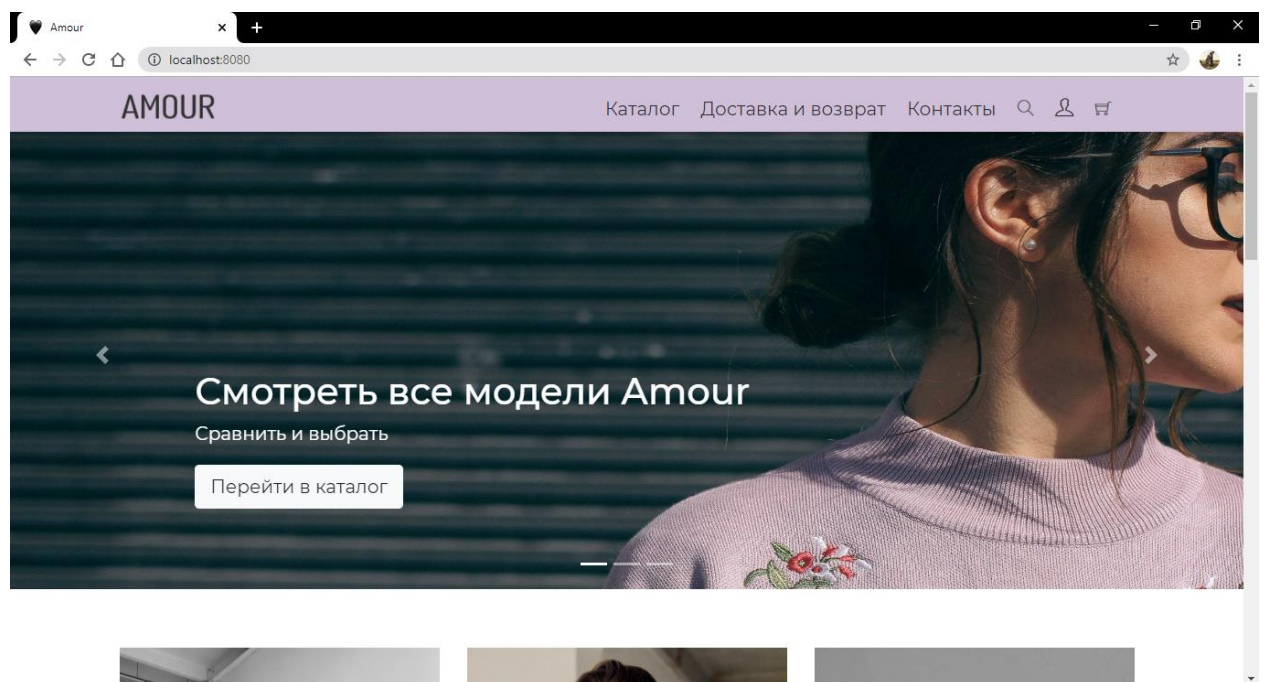 Amour
localhost:8080
AMOUR
Каталог Доставка и возврат Контакты
Смотреть все модели Amour
Сравнить и выбрать
Перейти в каталог